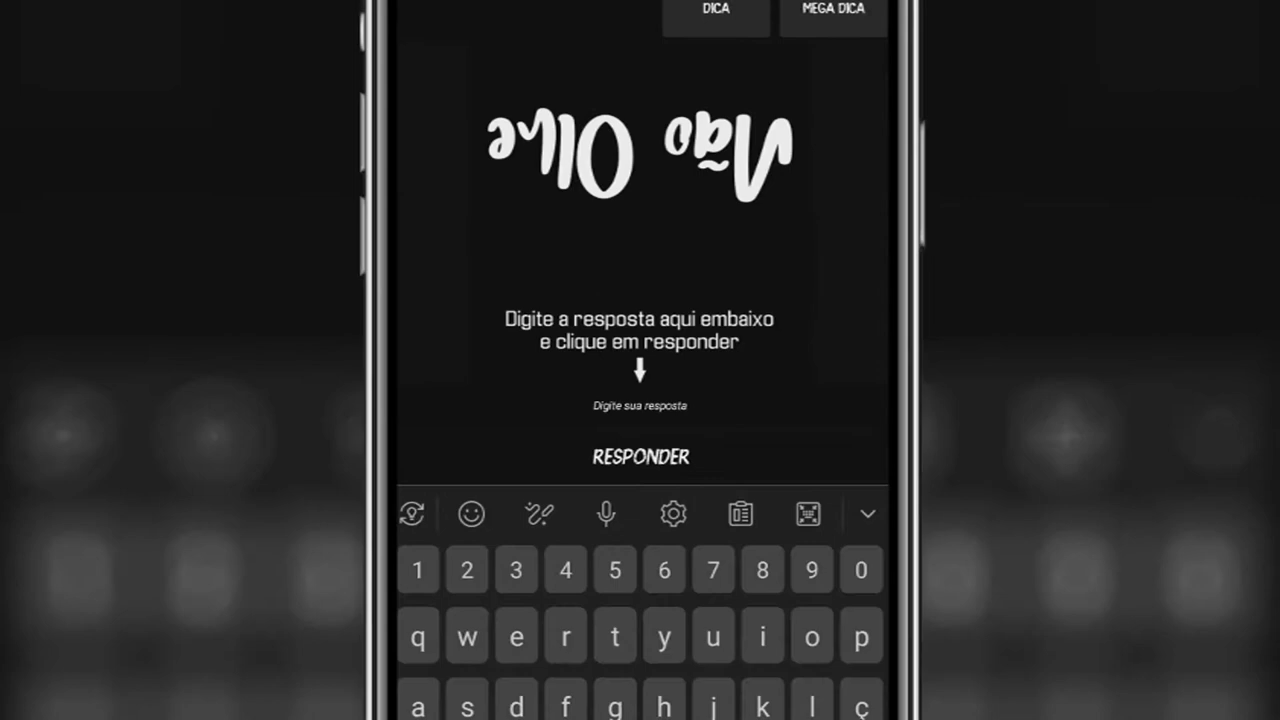 DICA MEGA DICA
Não Olhe
Digite a resposta aqui embaixo
e clique em responder
Digite sua resposta
RESPONDER
1 2 3 4 5 6 7 8 9 0
q w e r t y u i o p
a s d f g h j k l ç